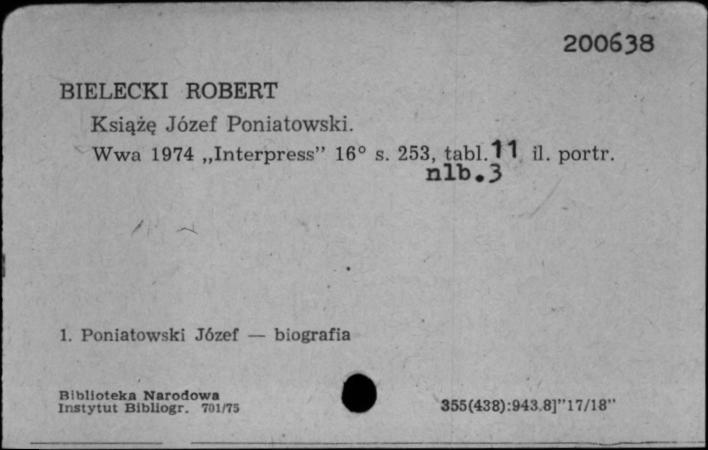 200638
BIELECKI ROBERT
Książę Józef Poniatowski.
Wwa 1974 „Interpress” 16° s. 253, tabl. 11 il. portr.
nlb. 3
1. Poniatowski Józef — biografia
Biblioteka Narodowa
Instytut Bibliogr. 701/75
355(438):943.8]"17/18"